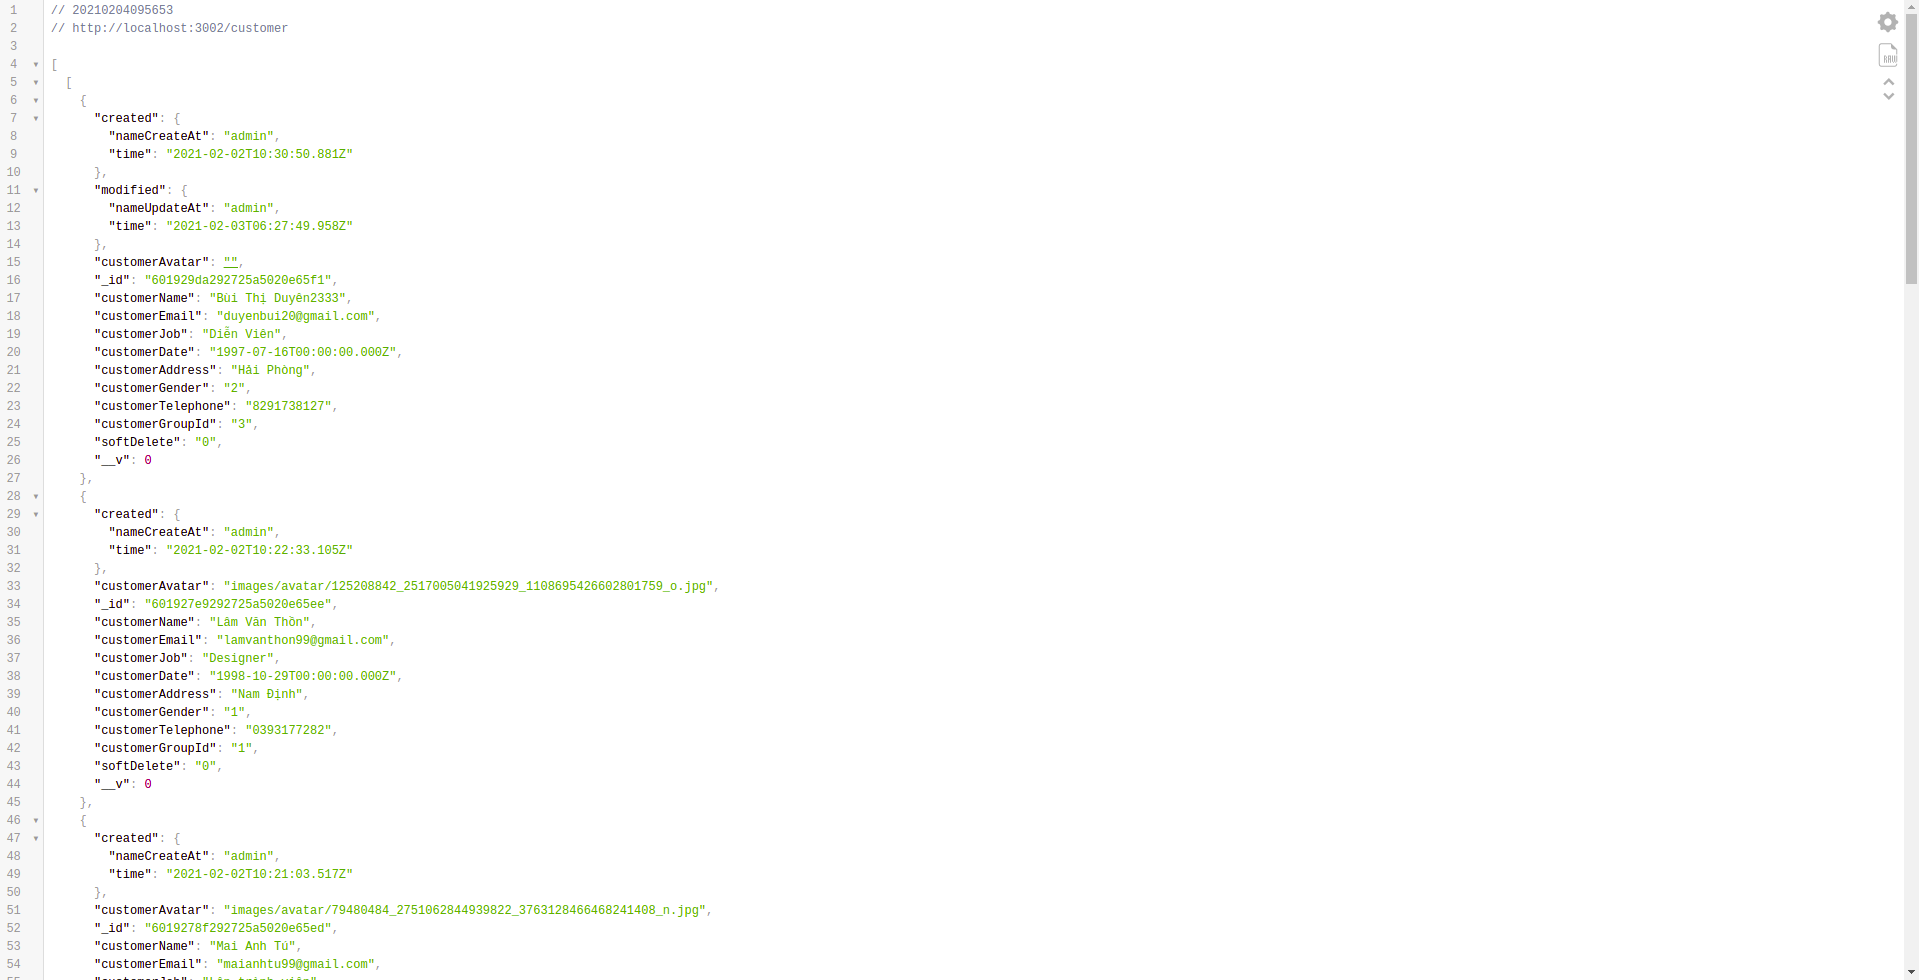 1 // 20210204095653
2 // http://localhost:3002/customer
3
4 [
5 [
6 {
7 "created": {
8 "nameCreateAt": "admin",
9 "time": "2021-02-02T10:30:50.881Z"
10 },
11 "modified": {
12 "nameUpdateAt": "admin",
13 "time": "2021-02-03T06:27:49.958Z"
14 },
15 "customerAvatar": "",
16 "_id": "601929da292725a5020e65f1",
17 "customerName": "Bùi Thị Duyên2333",
18 "customerEmail": "duyenbui20@gmail.com",
19 "customerJob": "Diễn Viên",
20 "customerDate": "1997-07-16T00:00:00.000Z",
21 "customerAddress": "Hải Phòng",
22 "customerGender": "2",
23 "customerTelephone": "8291738127",
24 "customerGroupId": "3",
25 "softDelete": "0",
26 "__v": 0
27 },
28 {
29 "created": {
30 "nameCreateAt": "admin",
31 "time": "2021-02-02T10:22:33.105Z"
32 },
33 "customerAvatar": "images/avatar/125208842_2517005041925929_1108695426602801759_o.jpg",
34 "_id": "601927e9292725a5020e65ee",
35 "customerName": "Lâm Văn Thồn",
36 "customerEmail": "lamvanthon99@gmail.com",
37 "customerJob": "Designer",
38 "customerDate": "1998-10-29T00:00:00.000Z",
39 "customerAddress": "Nam Định",
40 "customerGender": "1",
41 "customerTelephone": "0393177282",
42 "customerGroupId": "1",
43 "softDelete": "0",
44 "__v": 0
45 },
46 {
47 "created": {
48 "nameCreateAt": "admin",
49 "time": "2021-02-02T10:21:03.517Z"
50 },
51 "customerAvatar": "images/avatar/79480484_2751062844939822_3763128466468241408_n.jpg",
52 "_id": "6019278f292725a5020e65ed",
53 "customerName": "Mai Anh Tú",
54 "customerEmail": "maianhtu99@gmail.com",
RAW